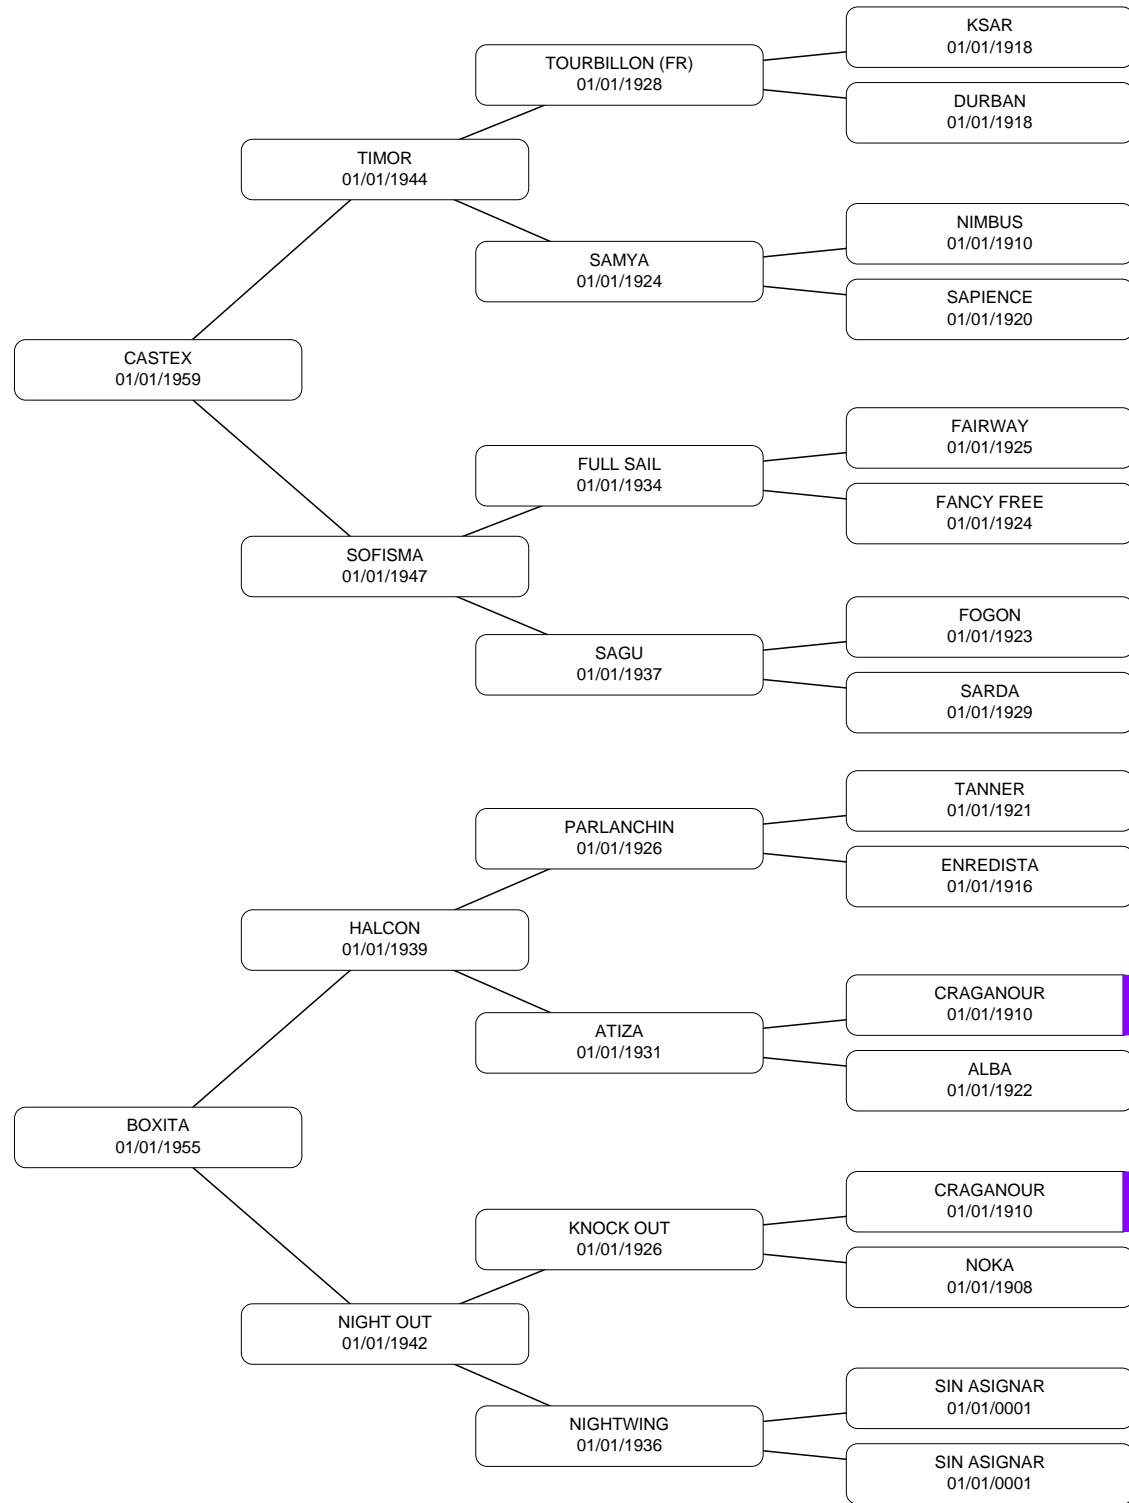 KSAR
01/01/1918
TOURBILLON (FR)
01/01/1928
DURBAN
01/01/1918
TIMOR
01/01/1944
NIMBUS
01/01/1910
SAMYA
01/01/1924
SAPIENCE
01/01/1920
CASTEX
01/01/1959
FAIRWAY
01/01/1925
FULL SAIL
01/01/1934
FANCY FREE
01/01/1924
SOFISMA
01/01/1947
FOGON
01/01/1923
SAGU
01/01/1937
SARDA
01/01/1929
TANNER
01/01/1921
PARLANCHIN
01/01/1926
ENREDISTA
01/01/1916
HALCON
01/01/1939
CRAGANOUR
01/01/1910
ATIZA
01/01/1931
ALBA
01/01/1922
BOXITA
01/01/1955
CRAGANOUR
01/01/1910
KNOCK OUT
01/01/1926
NOKA
01/01/1908
NIGHT OUT
01/01/1942
SIN ASIGNAR
01/01/0001
NIGHTWING
01/01/1936
SIN ASIGNAR
01/01/0001